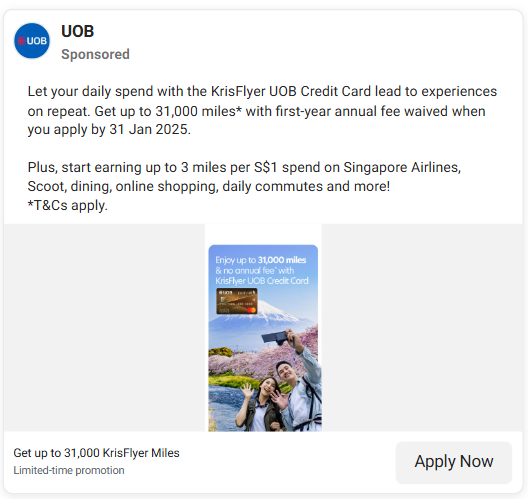 UOB
UOB
Sponsored
Let your daily spend with the KrisFlyer UOB Credit Card lead to experiences
on repeat. Get up to 31,000 miles* with first-year annual fee waived when
you apply by 31 Jan 2025.
Plus, start earning up to 3 miles per S$1 spend on Singapore Airlines,
Scoot, dining, online shopping, daily commutes and more!
*T&Cs apply.
Enjoy up to 31,000 miles
& no annual fee* with
KrisFlyer UOB Credit Card
UOB
Get up to 31,000 KrisFlyer Miles
Limited-time promotion
Apply Now